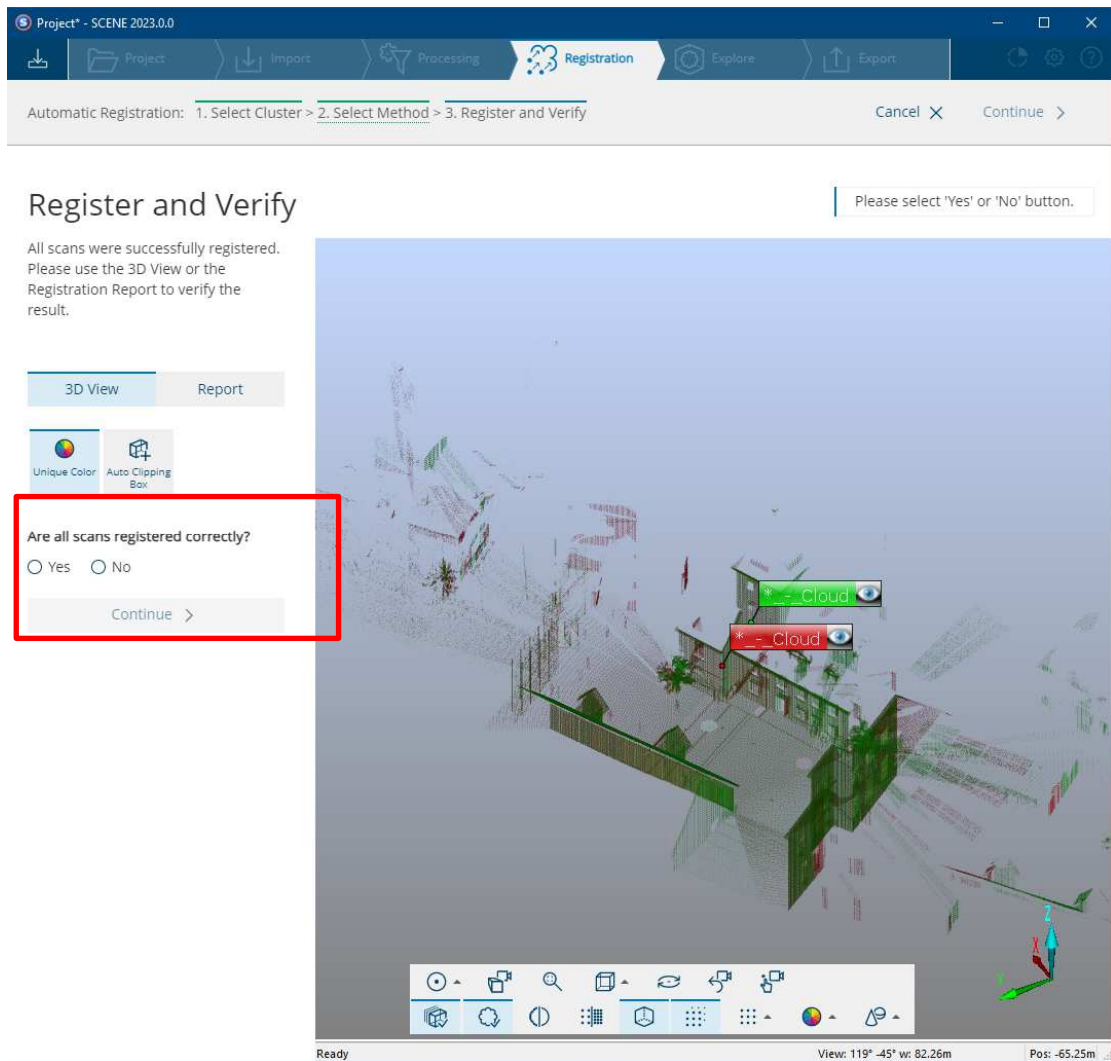 Project* - SCENE 2023.0.0
Project
Import
Processing
Registration
Explore
Export
Automatic Registration: 1. Select Cluster > 2. Select Method > 3. Register and Verify
Cancel
Continue
Register and Verify
Please select 'Yes' or 'No' button.
All scans were successfully registered.
Please use the 3D View or the
Registration Report to verify the
result.
3D View
Report
Unique Color
Auto Clipping
Box
Are all scans registered correctly?
Yes
No
Continue
*_-_Cloud
*_-_Cloud
Z
X
Y
Ready
View: 119° -45° w: 82.26m
Pos: -65.25m